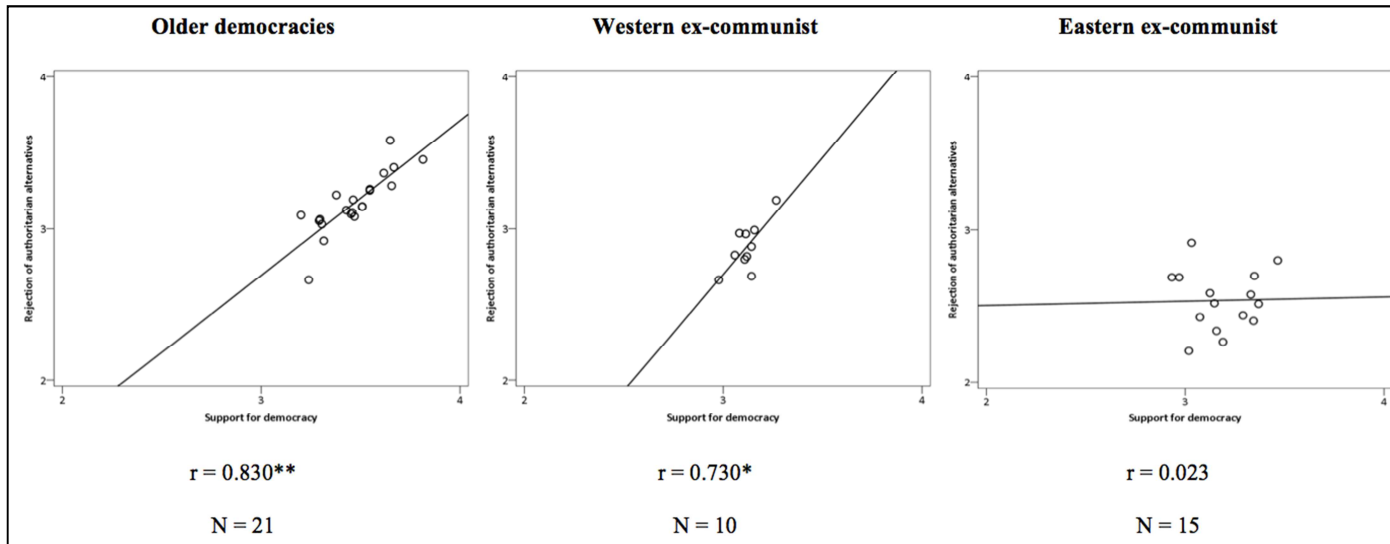 Older democracies
Rejection of authoritarian alternatives
4
3
2
2
3
4
Support for democracy
r = 0.830**
N = 21
Western ex-communist
Rejection of authoritarian alternatives
4
3
2
2
3
4
Support for democracy
r = 0.730*
N = 10
Eastern ex-communist
Rejection of authoritarian alternatives
4
3
2
2
3
4
Support for democracy
r = 0.023
N = 15